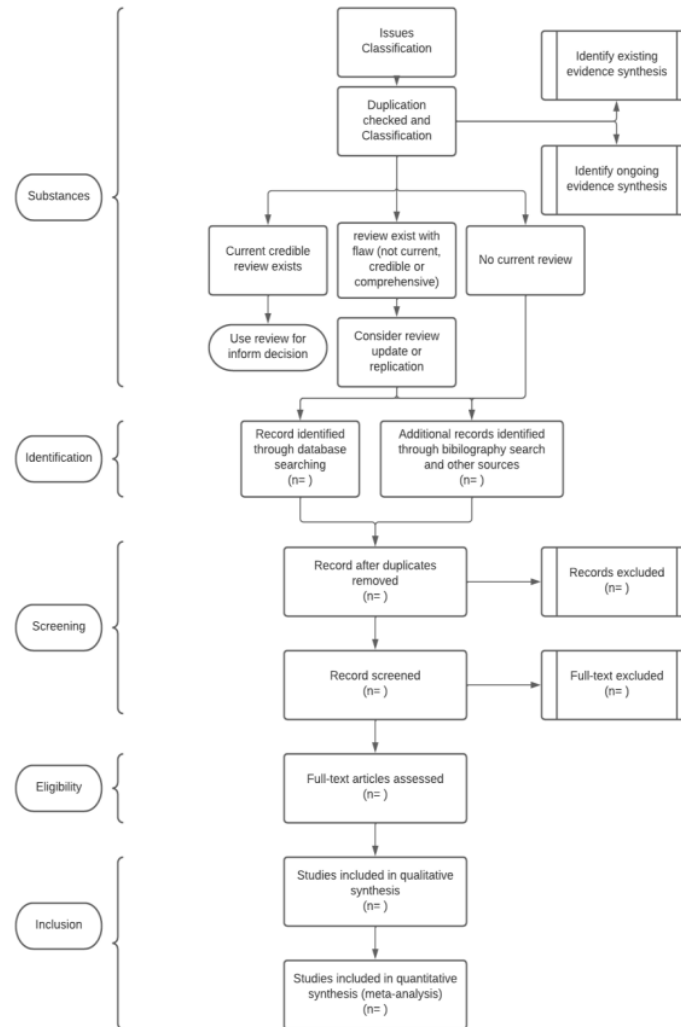 Issues
Classification
Identify existing
evidence synthesis
Duplication
checked and
Classification
Identify ongoing
evidence synthesis
Substances
Current credible
review exists
review exist with
flaw (not current,
credible or
comprehensive)
No current review
Use review for
inform decision
Consider review
update or
replication
Identification
Record identified
through database
searching
(n= )
Additional records identified
through bibilography search
and other sources
(n= )
Screening
Record after duplicates
removed
(n= )
Records excluded
(n= )
Record screened
(n= )
Full-text excluded
(n= )
Eligibility
Full-text articles assessed
(n= )
Inclusion
Studies included in qualitative
synthesis
(n= )
Studies included in quantitative
synthesis (meta-analysis)
(n= )